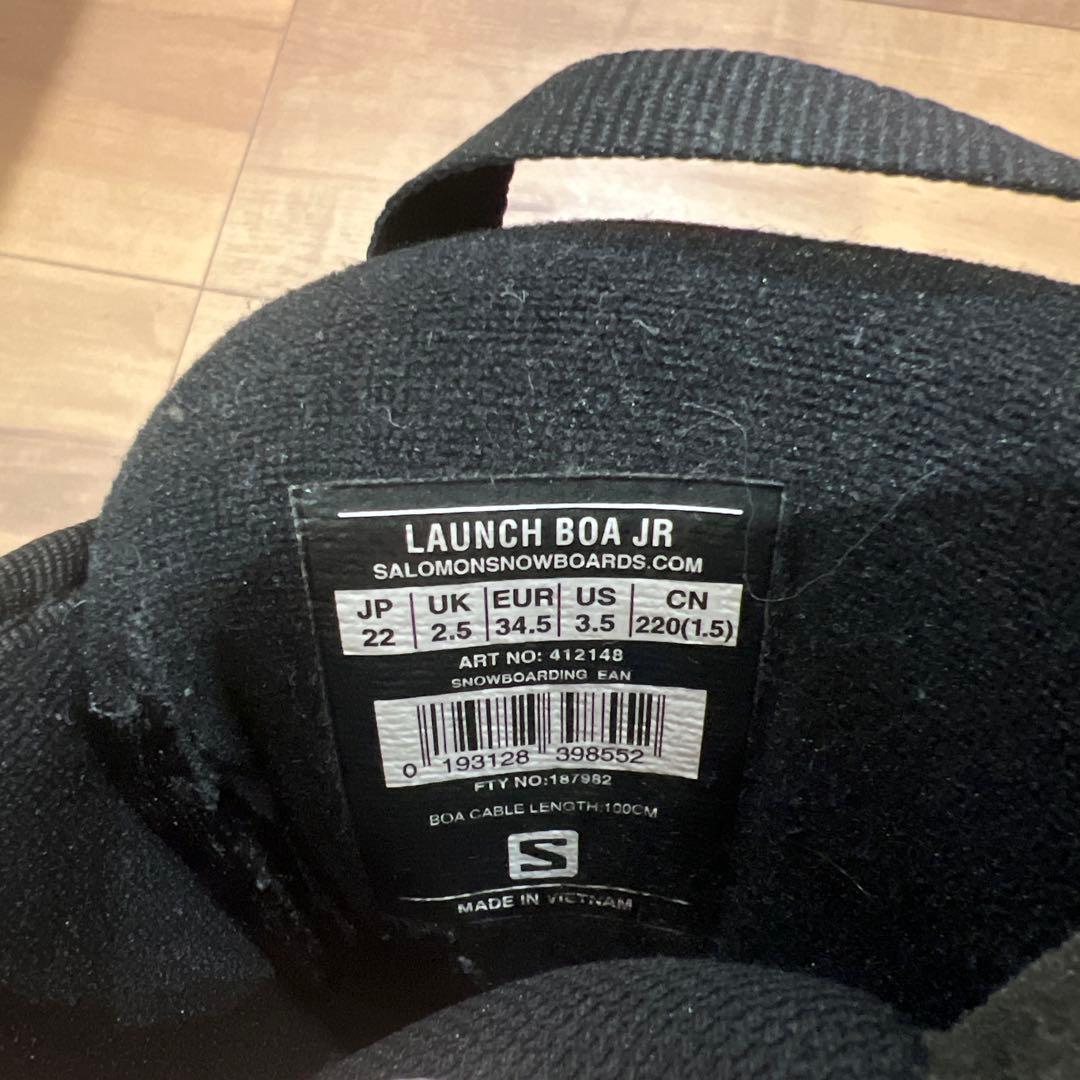 LAUNCH BOA JR
SALOMONSNOWBOARDS.COM
JP UK EUR US CN
22 2.5 34.5 3.5 220(1.5)
ART NO: 412148
SNOWBOARDING EAN
0 193128 398552
FTY NO:187982
BOA CABLE LENGTH:100CM
S
MADE IN VIETNAM